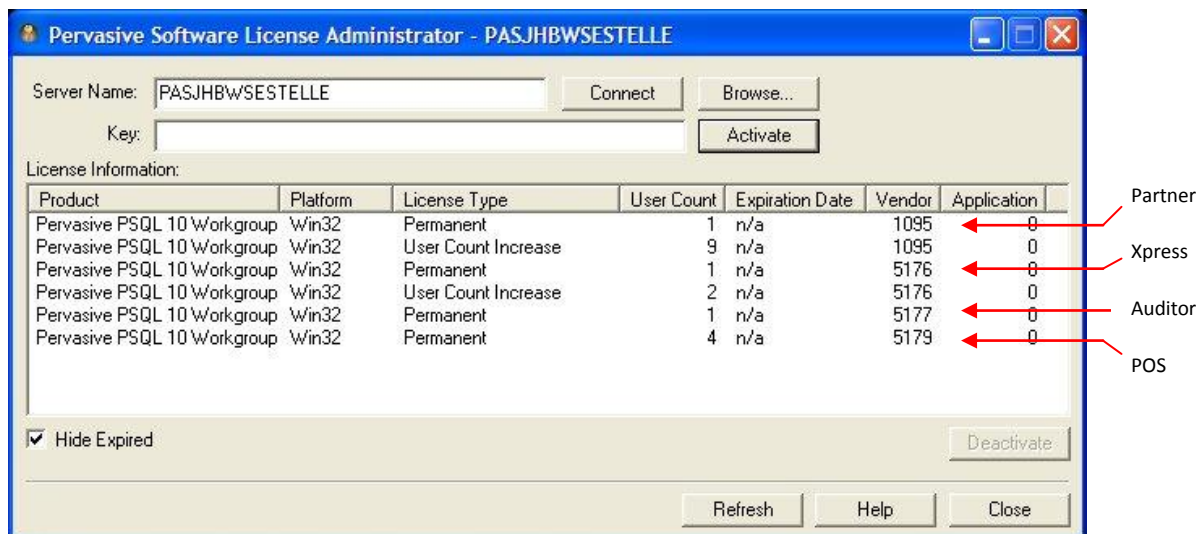 Pervasive Software License Administrator - PASJHBWSESTELLE
Server Name: PASJHBWSESTELLE Connect Browse...
Key: Activate
License Information:
Product Platform License Type User Count Expiration Date Vendor Application
Pervasive PSQL 10 Workgroup Win32 Permanent 1 n/a 1095 0 Partner
Pervasive PSQL 10 Workgroup Win32 User Count Increase 9 n/a 1095 0
Pervasive PSQL 10 Workgroup Win32 Permanent 1 n/a 5176 0 Xpress
Pervasive PSQL 10 Workgroup Win32 User Count Increase 2 n/a 5176 0
Pervasive PSQL 10 Workgroup Win32 Permanent 1 n/a 5177 0 Auditor
Pervasive PSQL 10 Workgroup Win32 Permanent 4 n/a 5179 0 POS
Hide Expired Deactivate
Refresh Help Close